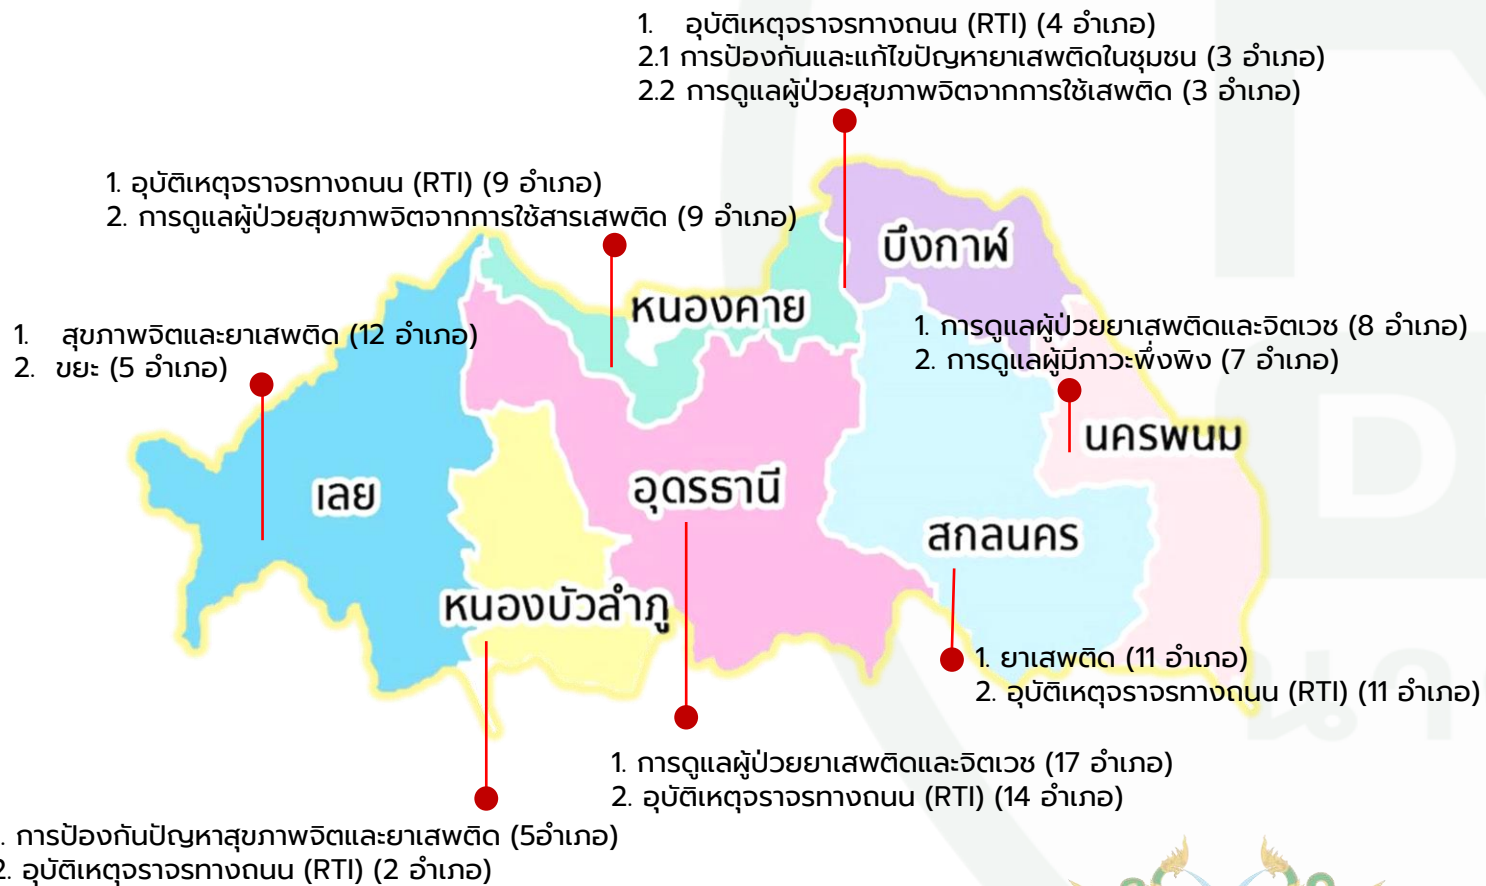 1. อุบัติเหตุจราจรทางถนน (RTI) (4 อำเภอ)
2.1 การป้องกันและแก้ไขปัญหายาเสพติดในชุมชน (3 อำเภอ)
2.2 การดูแลผู้ป่วยสุขภาพจิตจากการใช้เสพติด (3 อำเภอ)
1. อุบัติเหตุจราจรทางถนน (RTI) (9 อำเภอ)
2. การดูแลผู้ป่วยสุขภาพจิตจากการใช้สารเสพติด (9 อำเภอ)
บึงกาฬ
หนองคาย
1. สุขภาพจิตและยาเสพติด (12 อำเภอ)
2. ขยะ (5 อำเภอ)
1. การดูแลผู้ป่วยยาเสพติดและจิตเวช (8 อำเภอ)
2. การดูแลผู้มีภาวะพึ่งพิง (7 อำเภอ)
นครพนม
เลย
อุดรธานี
สกลนคร
หนองบัวลำภู
1. ยาเสพติด (11 อำเภอ)
2. อุบัติเหตุจราจรทางถนน (RTI) (11 อำเภอ)
1. การดูแลผู้ป่วยยาเสพติดและจิตเวช (17 อำเภอ)
2. อุบัติเหตุจราจรทางถนน (RTI) (14 อำเภอ)
. การป้องกันปัญหาสุขภาพจิตและยาเสพติด (5อำเภอ)
2. อุบัติเหตุจราจรทางถนน (RTI) (2 อำเภอ)